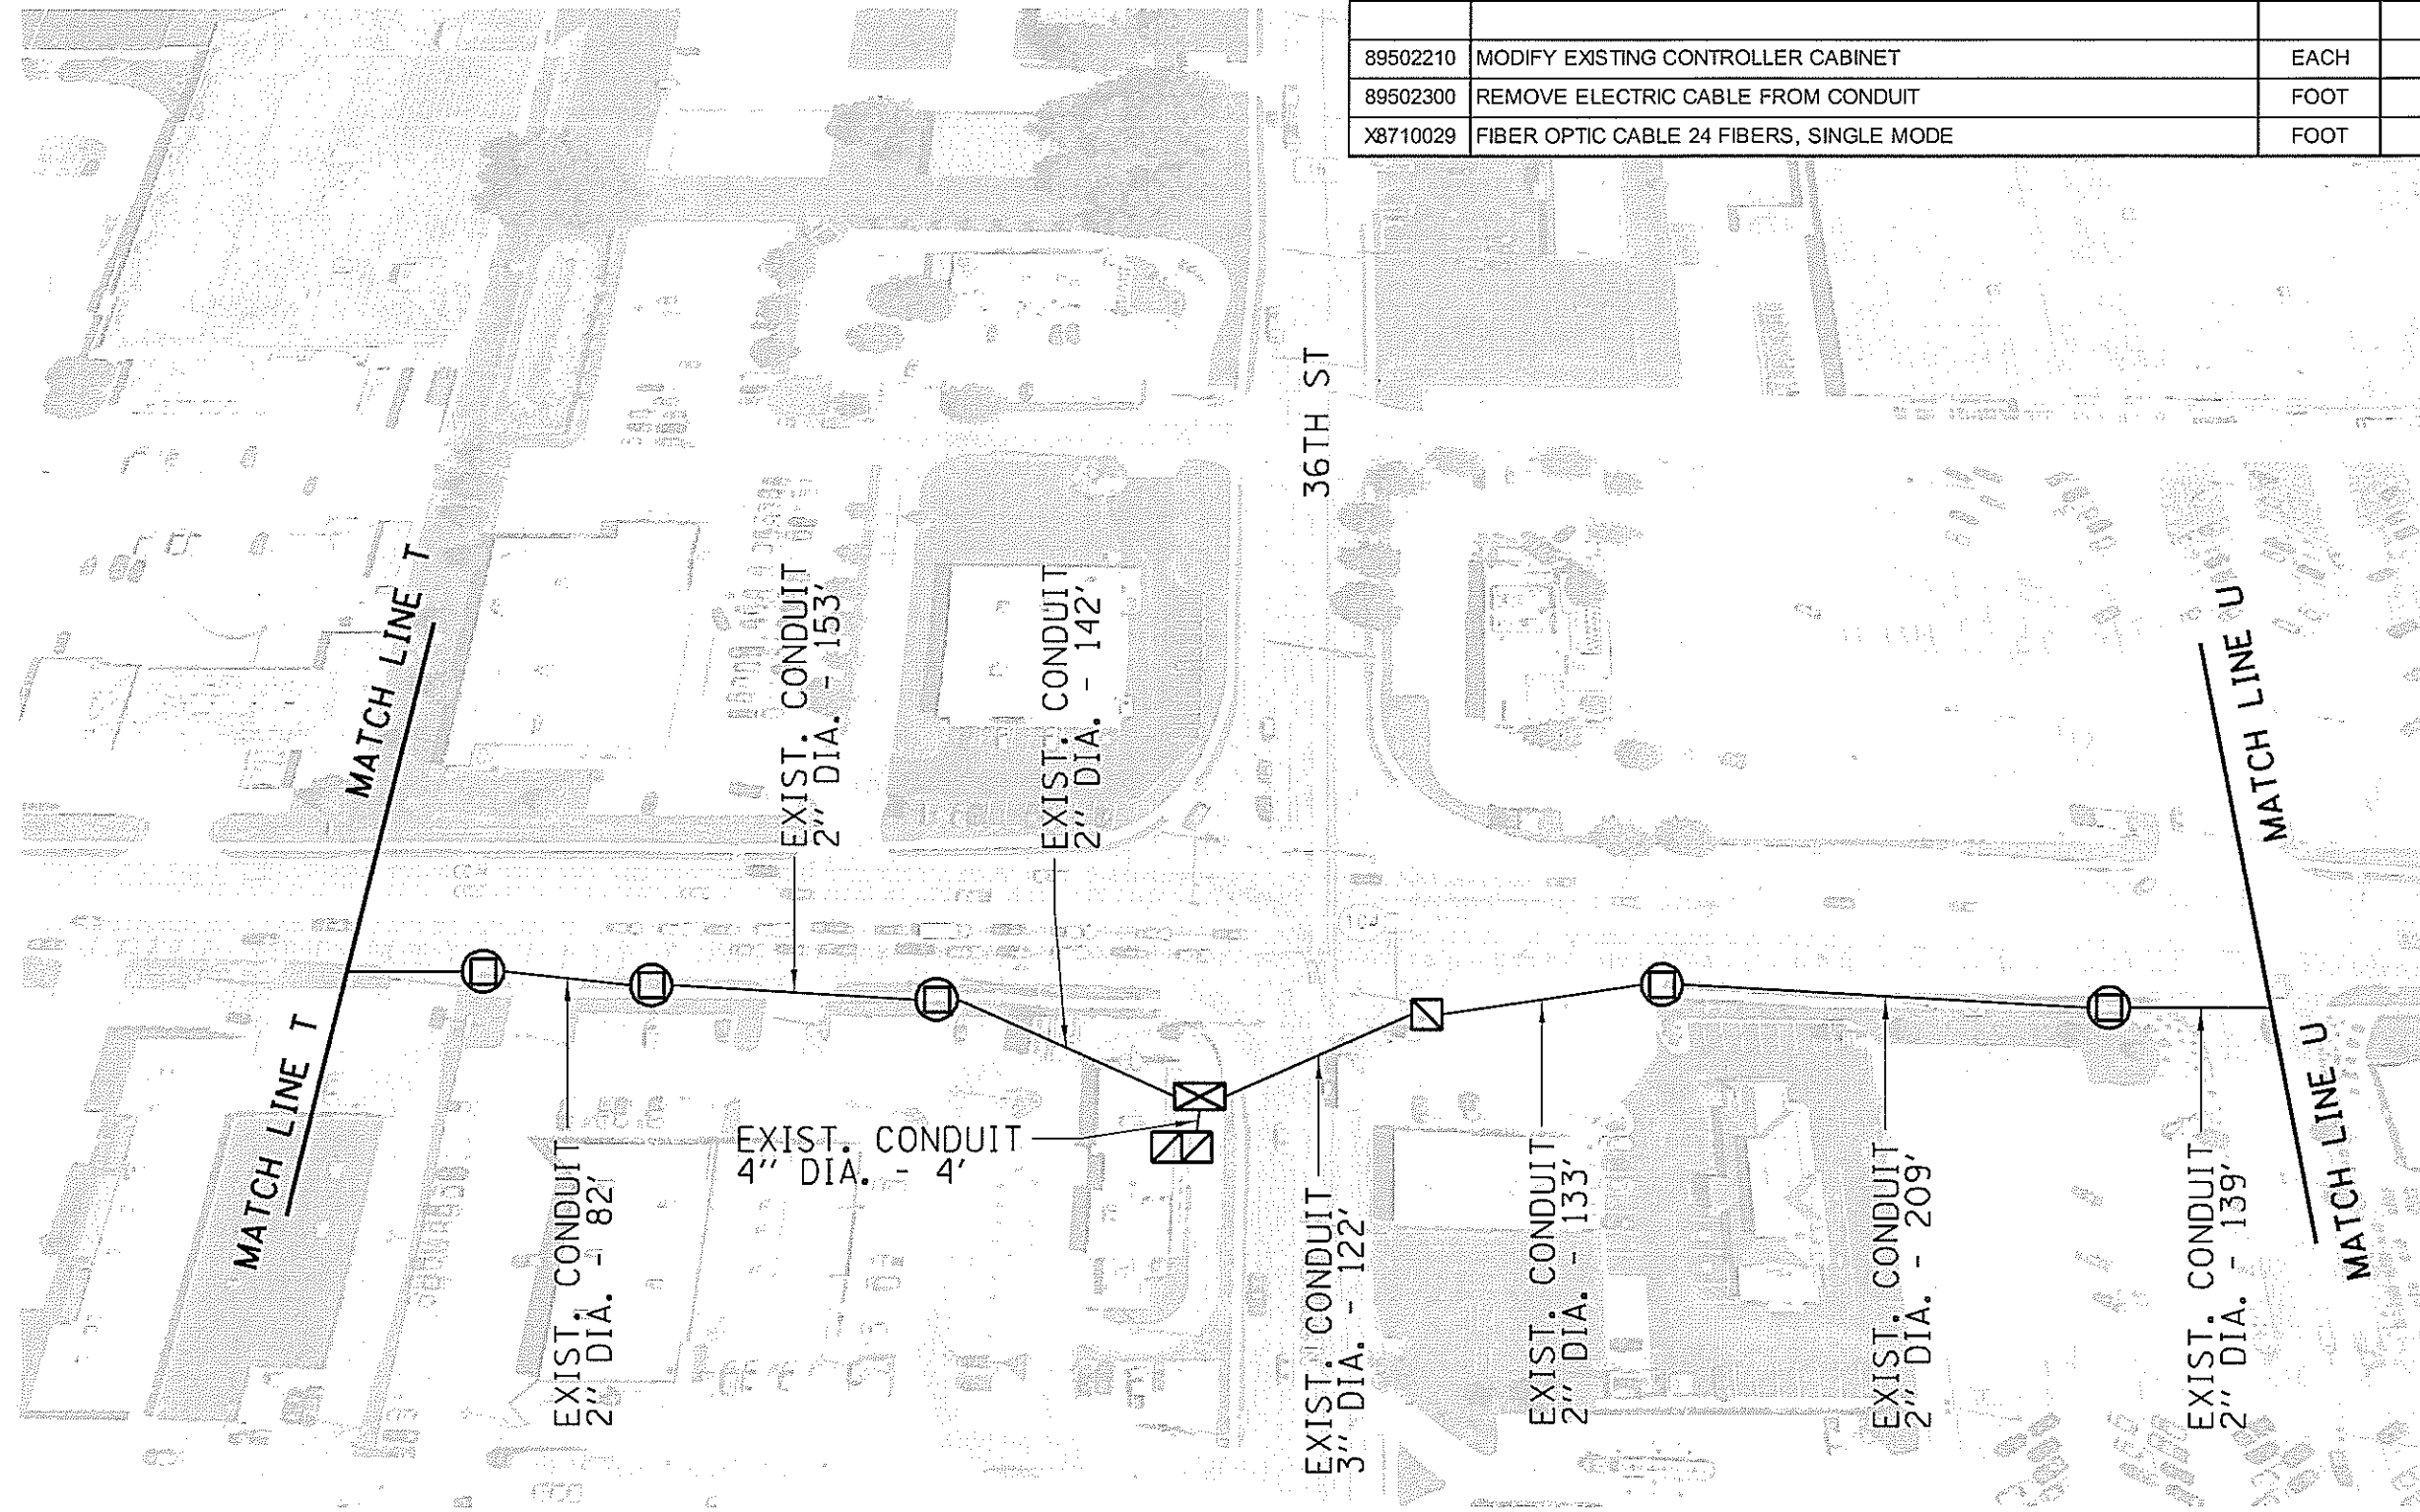 89502210 MODIFY EXISTING CONTROLLER CABINET EACH
89502300 REMOVE ELECTRIC CABLE FROM CONDUIT FOOT
X8710029 FIBER OPTIC CABLE 24 FIBERS, SINGLE MODE FOOT
36TH ST
MATCH LINE T
MATCH LINE T
EXIST. CONDUIT
2" DIA. - 153'
EXIST. CONDUIT
2" DIA. - 142'
MATCH LINE U
MATCH LINE U
EXIST. CONDUIT
2" DIA. - 82'
EXIST. CONDUIT
4" DIA. - 4'
EXIST. CONDUIT
3" DIA. - 122'
EXIST. CONDUIT
2" DIA. - 133'
EXIST. CONDUIT
2" DIA. - 209'
EXIST. CONDUIT
2" DIA. - 139'